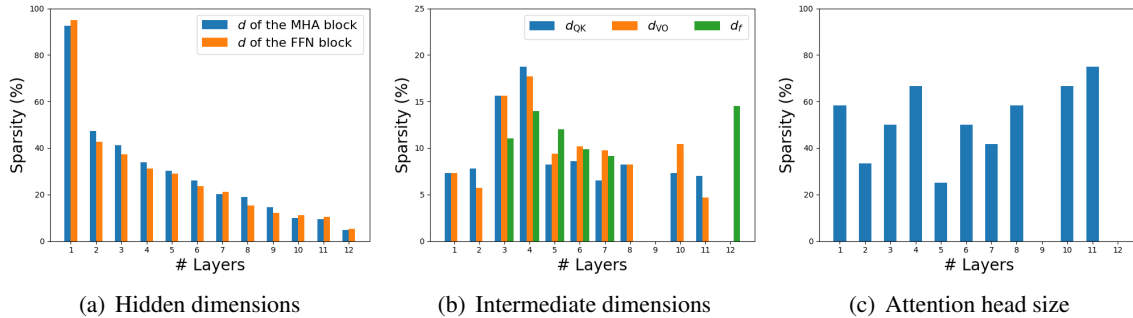 100
80
60
40
20
0
Sparsity (%)
d of the MHA block
d of the FFN block
1 2 3 4 5 6 7 8 9 10 11 12
# Layers
(a) Hidden dimensions
25
20
15
10
5
0
Sparsity (%)
dQK dVO df
1 2 3 4 5 6 7 8 9 10 11 12
# Layers
(b) Intermediate dimensions
100
80
60
40
20
0
Sparsity (%)
1 2 3 4 5 6 7 8 9 10 11 12
# Layers
(c) Attention head size